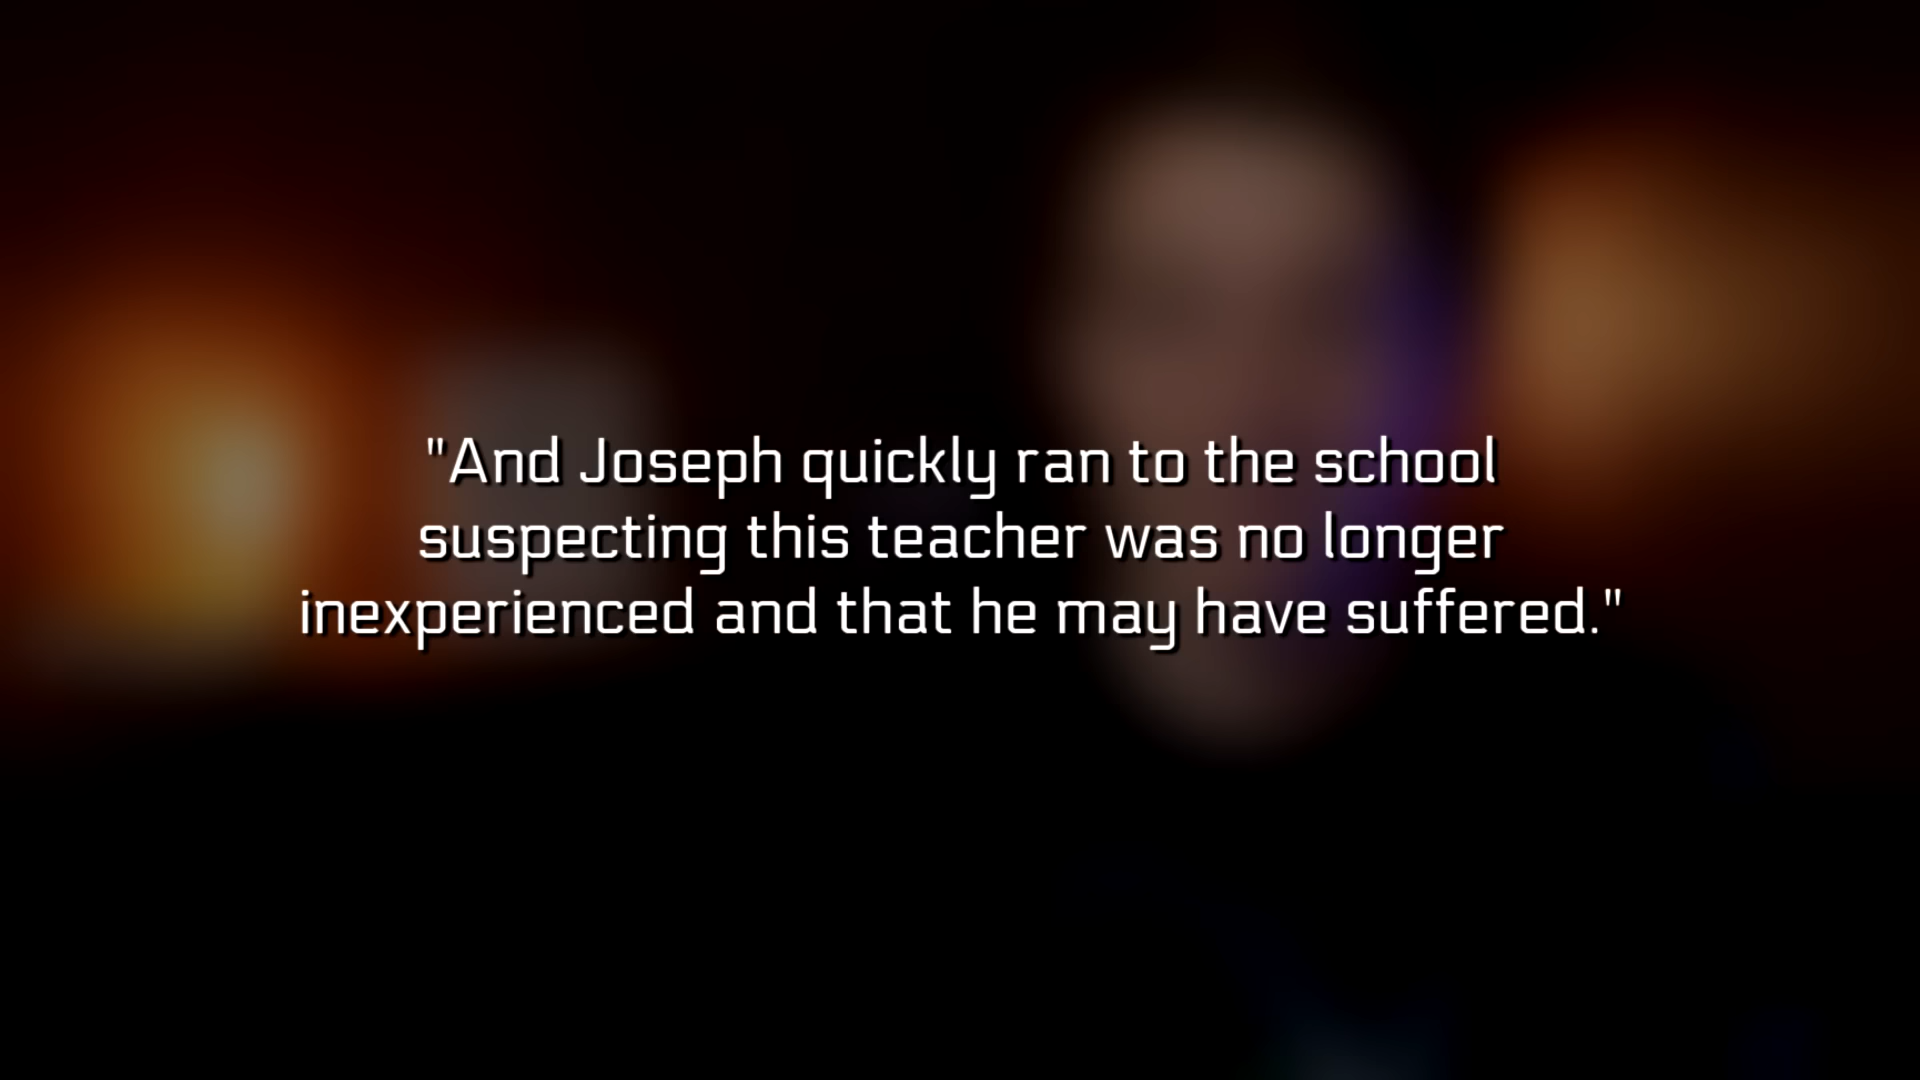 "And Joseph quickly ran to the school
suspecting this teacher was no longer
inexperienced and that he may have suffered."